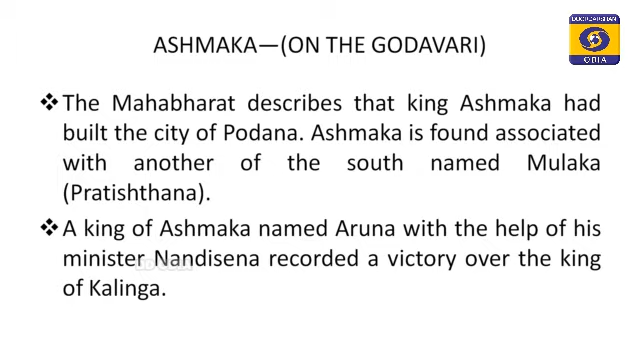 DOORDARSHAN
ODIA
ASHMAKA—(ON THE GODAVARI)
❖ The Mahabharat describes that king Ashmaka had
built the city of Podana. Ashmaka is found associated
with another of the south named Mulaka
(Pratishthana).
❖ A king of Ashmaka named Aruna with the help of his
minister Nandisena recorded a victory over the king
of Kalinga.